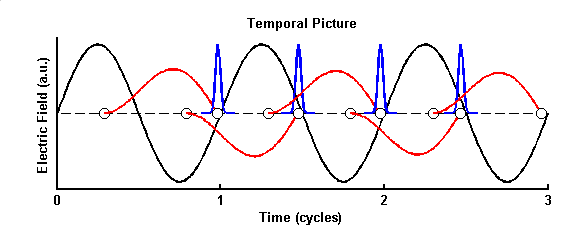 Temporal Picture
Electric Field (a.u.)
0
1
2
3
Time (cycles)